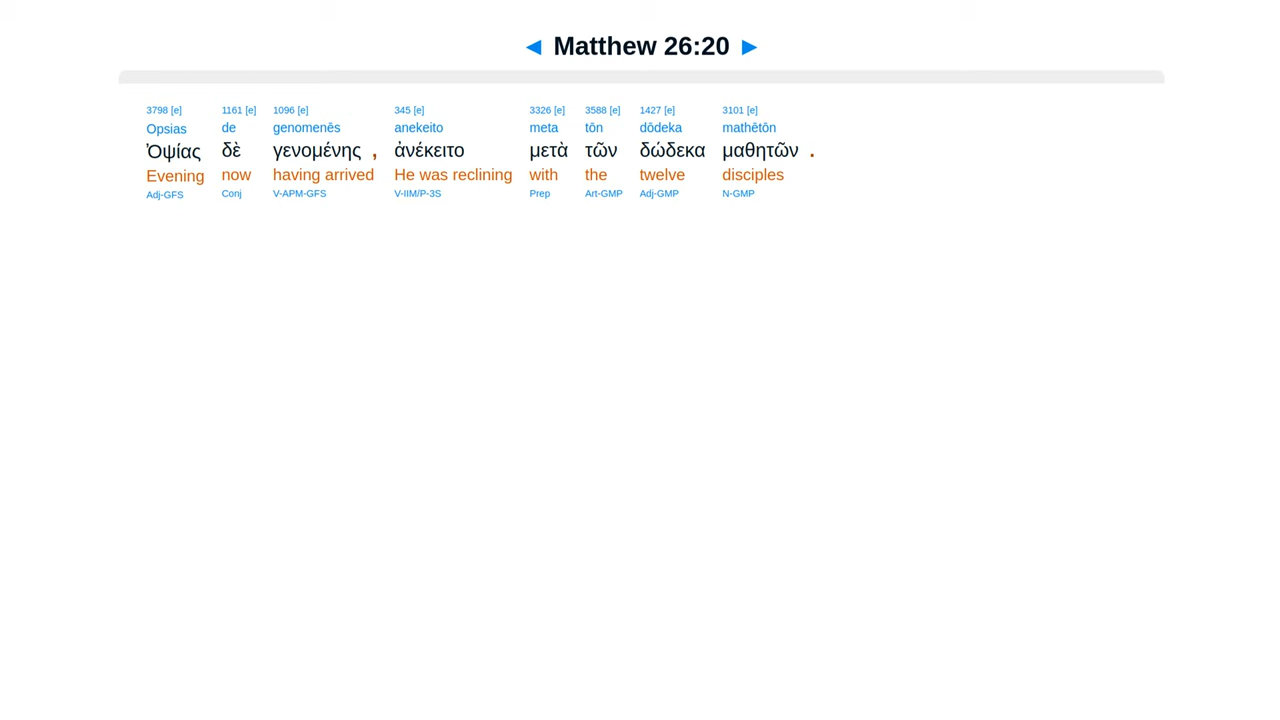 ◄ Matthew 26:20 ►
3798 [e] 1161 [e] 1096 [e] 345 [e] 3326 [e] 3588 [e] 1427 [e] 3101 [e]
Opsias de genomenēs anekeito meta tōn dōdeka mathētōn
Ὀψίας δὲ γενομένης , ἀνέκειτο μετὰ τῶν δώδεκα μαθητῶν .
Evening now having arrived He was reclining with the twelve disciples
Adj-GFS Conj V-APM-GFS V-IIM/P-3S Prep Art-GMP Adj-GMP N-GMP